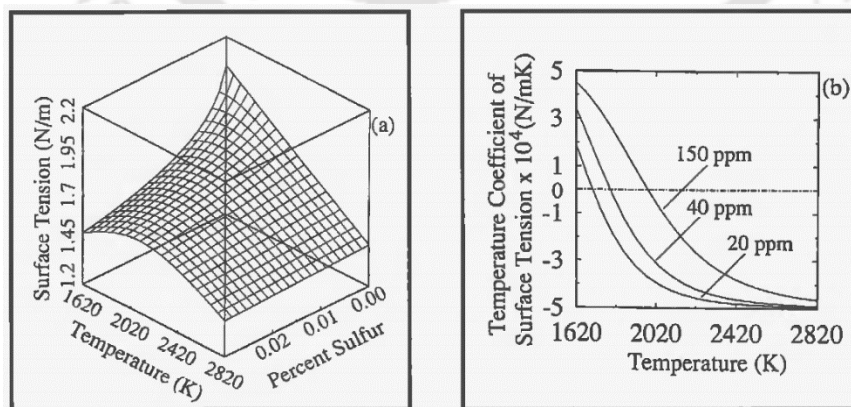 Surface Tension (N/m)
2.2
1.95
1.7
1.45
1.2
1620
2020
2420
2820
Temperature (K)
0.02
0.01
0.00
Percent Sulfur
(a)
Temperature Coefficient of
Surface Tension x 10⁴(N/mK)
5
3
1
0
-1
-3
-5
1620 2020 2420 2820
Temperature (K)
(b)
150 ppm
40 ppm
20 ppm